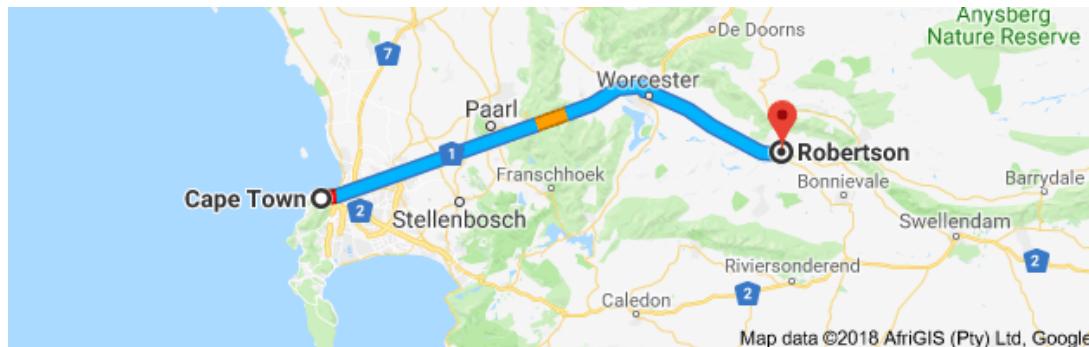 Anysberg
Nature Reserve
De Doorns
7
Worcester
Paarl
1
Robertson
Franschhoek
Bonnievale
Barrydale
Cape Town
2
Stellenbosch
Swellendam
2
2
Riviersonderend
2
Caledon
Map data ©2018 AfriGIS (Pty) Ltd, Google